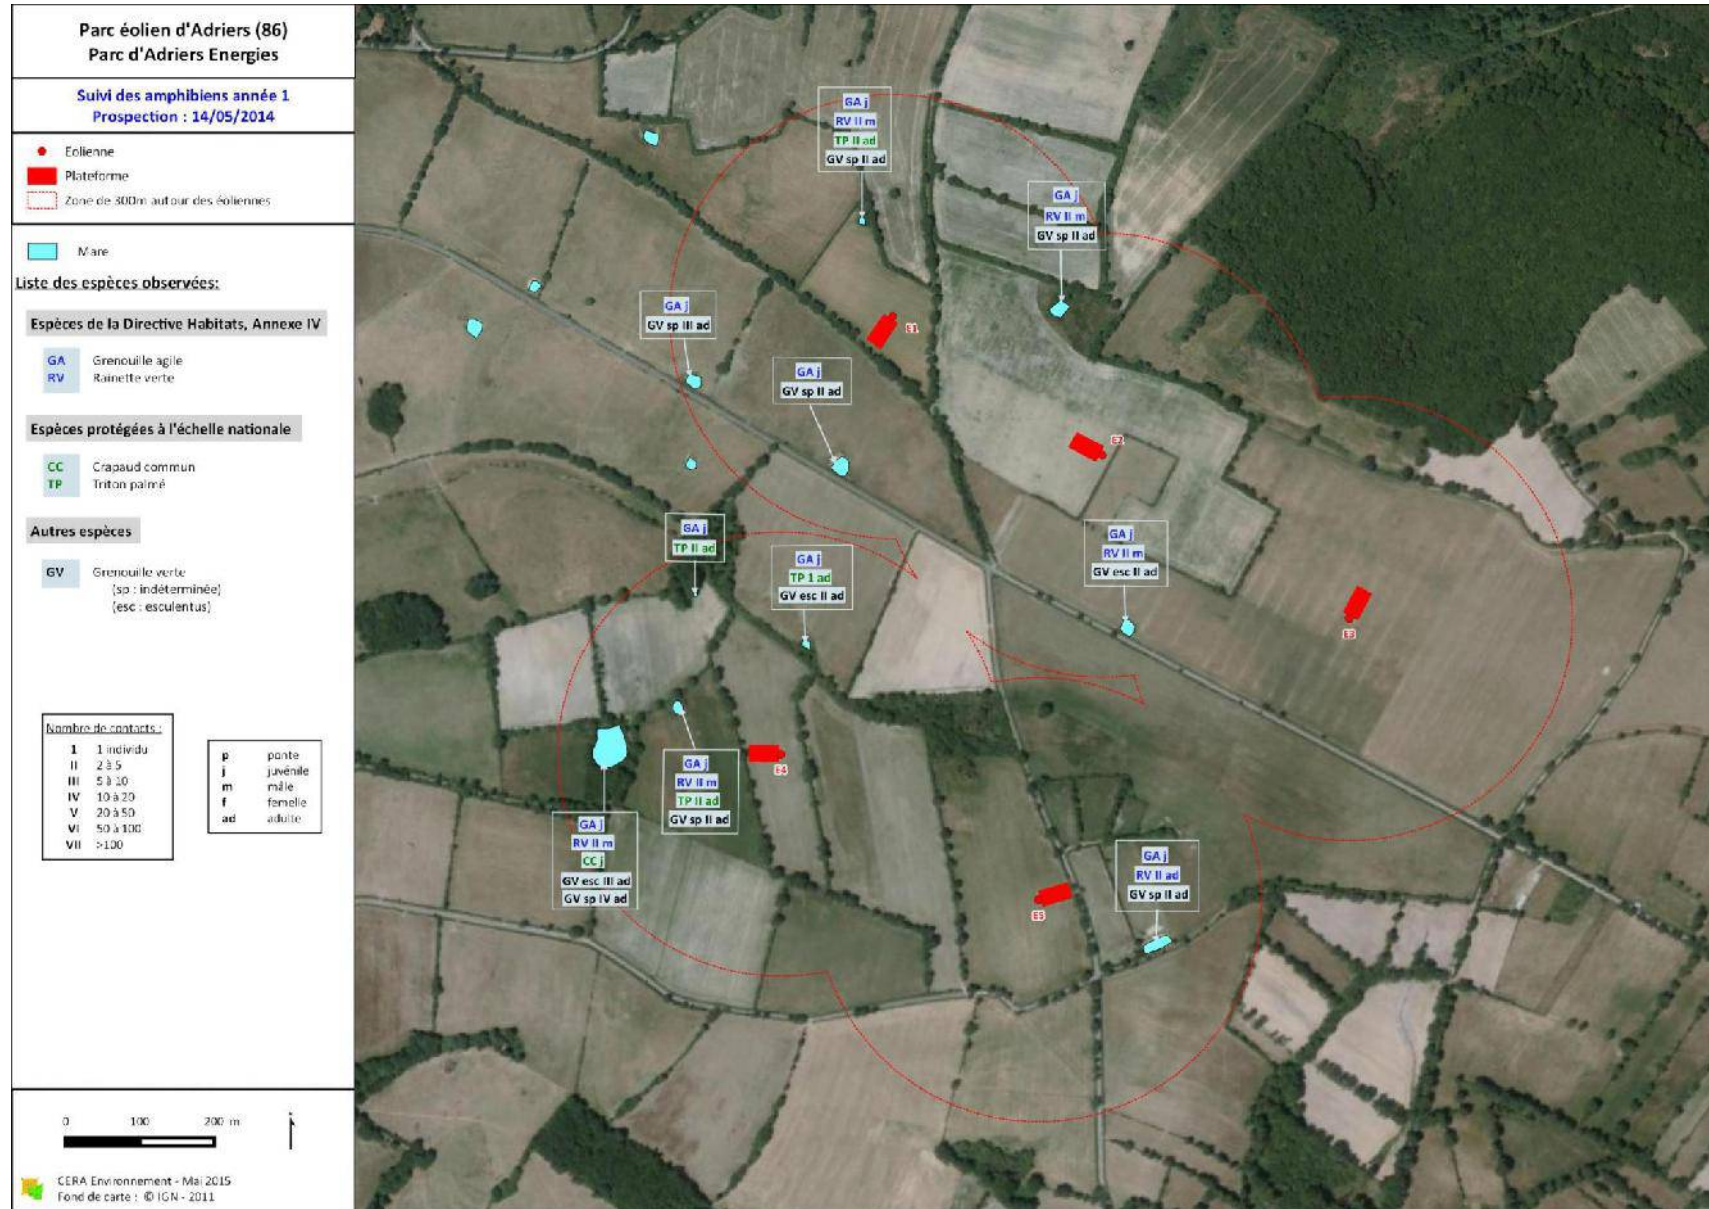 Parc éolien d'Adriers (86)
Parc d'Adriers Energies
Suivi des amphibiens année 1
Prospection : 14/05/2014
Eolienne
Plateforme
Zone de 300m autour des éoliennes
Mare
Liste des espèces observées:
Espèces de la Directive Habitats, Annexe IV
GA Grenouille agile
RV Rainette verte
Espèces protégées à l'échelle nationale
CC Crapaud commun
TP Triton palmé
Autres espèces
GV Grenouille verte
(sp : indéterminée)
(esc : esculentus)
Nombre de contacts :
1 1 individu
II 2 à 5
III 5 à 10
IV 10 à 20
V 20 à 50
VI 50 à 100
VII >100
p ponte
j juvénile
m mâle
f femelle
ad adulte
0 100 200 m
CERA Environnement - Mai 2015
Fond de carte : © IGN - 2011
GA j
RV II m
TP II ad
GV sp II ad
GA j
RV II m
GV sp II ad
GA j
GV sp III ad
E1
GA j
GV sp II ad
E2
GA j
TP II ad
GA j
TP 1 ad
GV esc II ad
GA j
RV II m
GV esc II ad
E3
E4
GA j
RV II m
TP II ad
GV sp II ad
GA j
RV II m
CC j
GV esc III ad
GV sp IV ad
GA j
RV II ad
GV sp II ad
E5